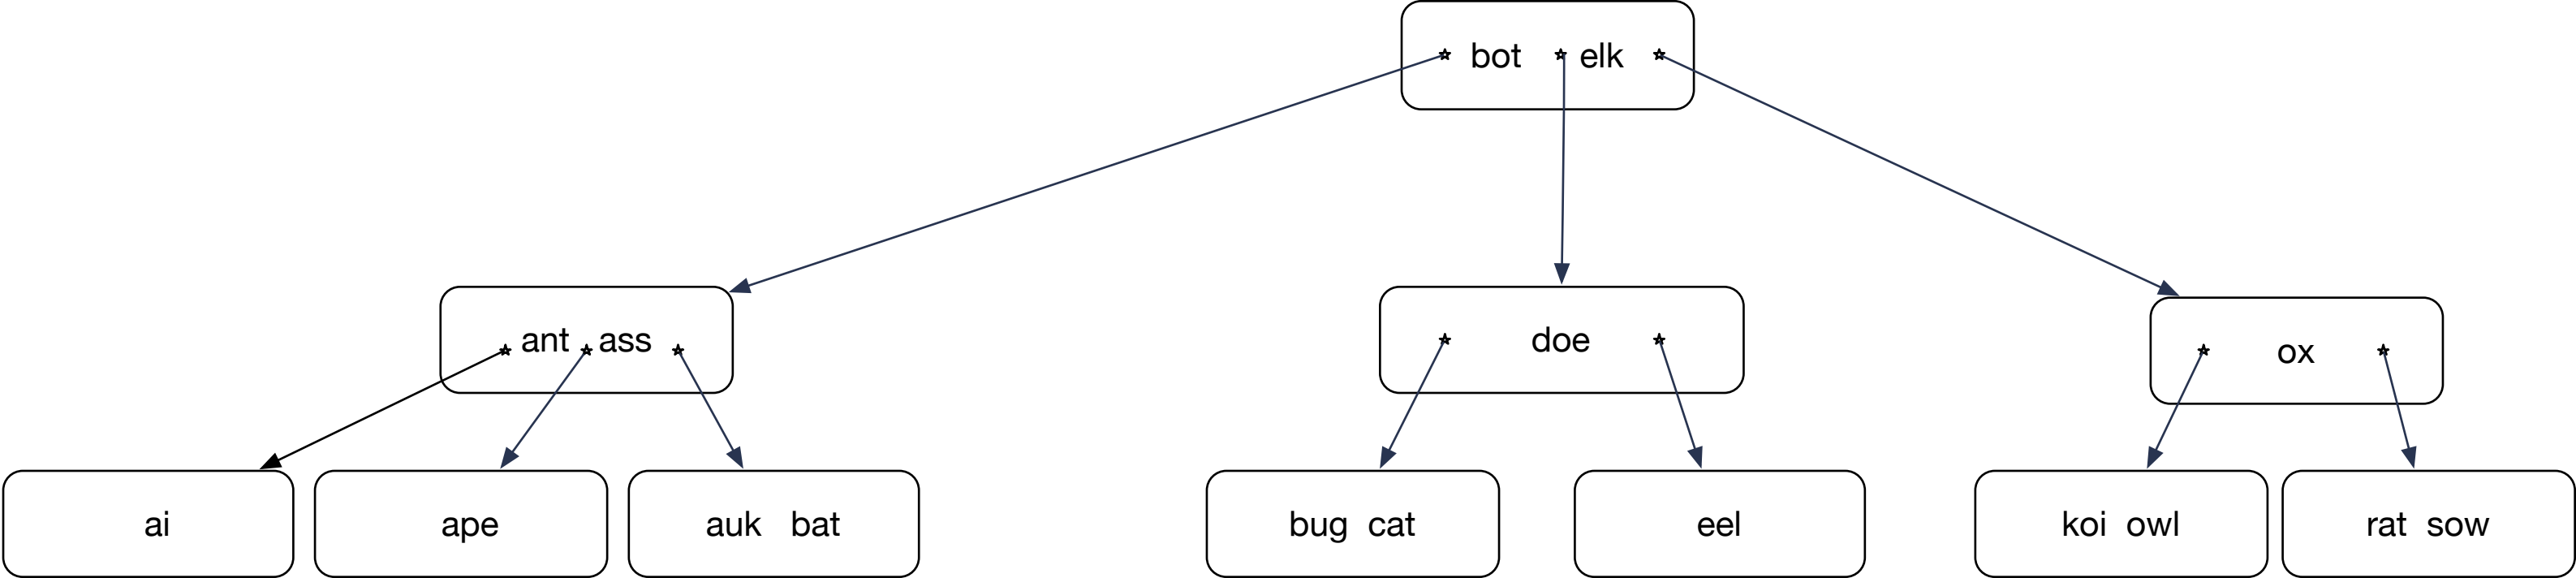 bot elk
ant ass doe ox
ai ape auk bat bug cat eel koi owl rat sow